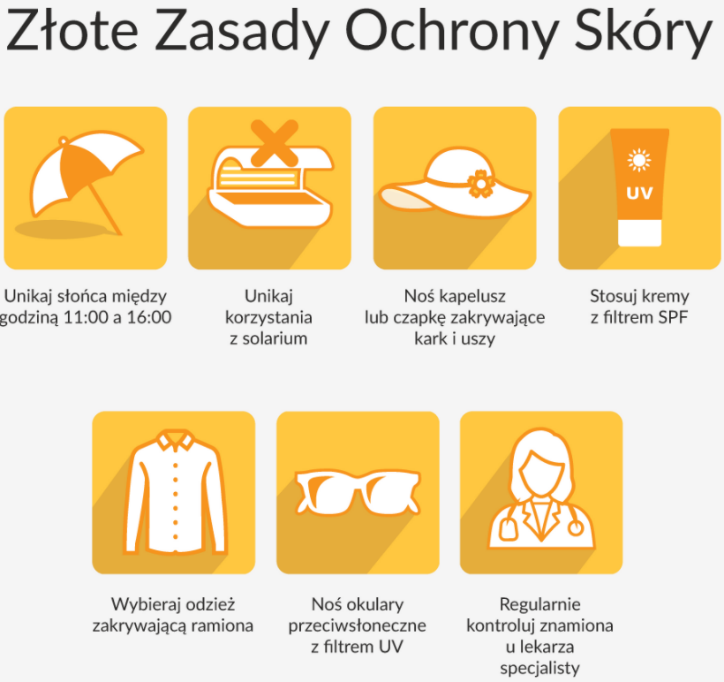 Złote Zasady Ochrony Skóry
UV
Unikaj słońca między
godziną 11:00 a 16:00
Unikaj
korzystania
z solarium
Noś kapelusz
lub czapkę zakrywające
kark i uszy
Stosuj kremy
z filtrem SPF
Wybieraj odzież
zakrywającą ramiona
Noś okulary
przeciwsłoneczne
z filtrem UV
Regularnie
kontroluj znamiona
u lekarza
specjalisty